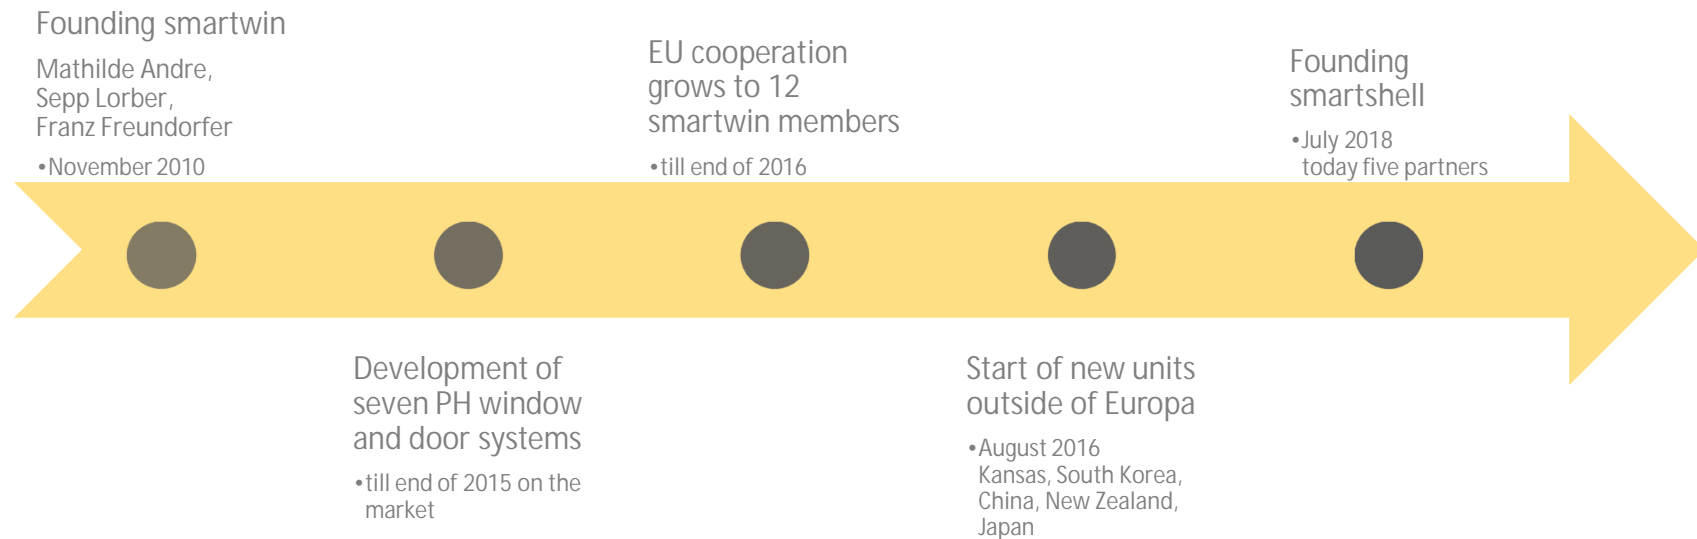 Founding smartwin
Mathilde Andre,
Sepp Lorber,
Franz Freundorfer
•November 2010
Development of
seven PH window
and door systems
•till end of 2015 on the
market
EU cooperation
grows to 12
smartwin members
•till end of 2016
Start of new units
outside of Europa
•August 2016
Kansas, South Korea,
China, New Zealand,
Japan
Founding
smartshell
•July 2018
today five partners